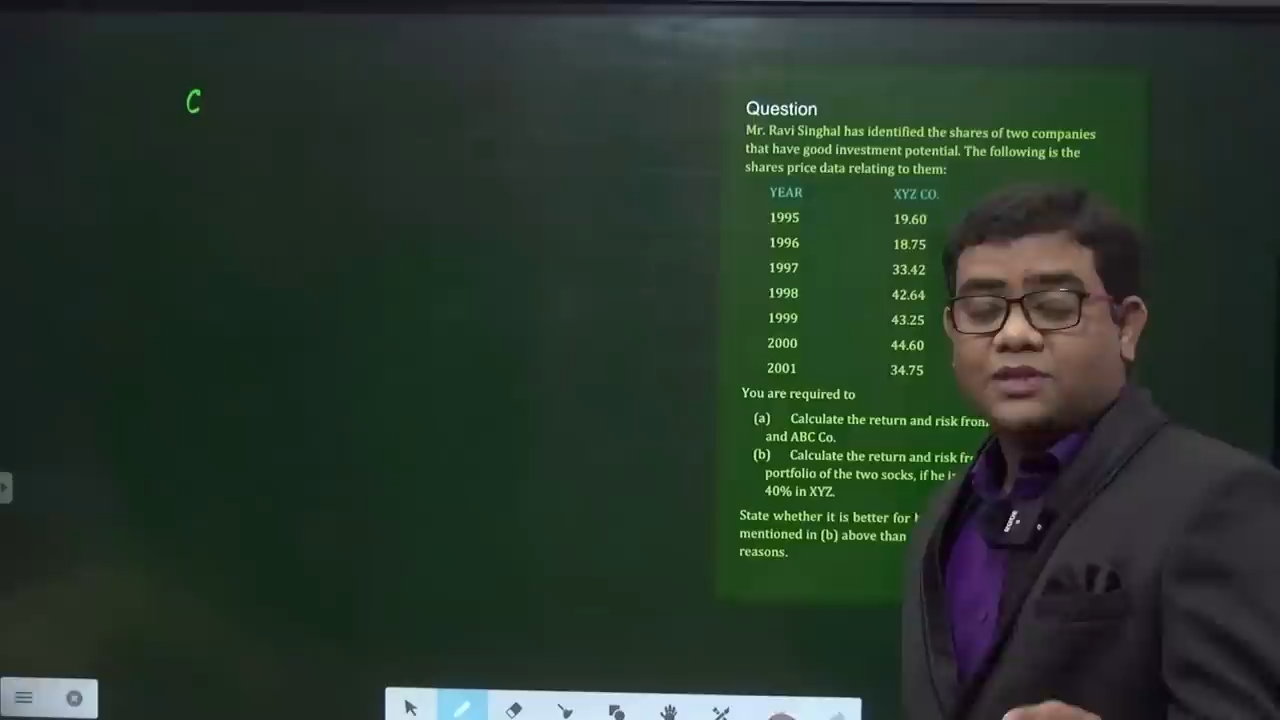 C
Question
Mr. Ravi Singhal has identified the shares of two companies
that have good investment potential. The following is the
shares price data relating to them:
YEAR XYZ CO.
1995 19.60
1996 18.75
1997 33.42
1998 42.64
1999 43.25
2000 44.60
2001 34.75
You are required to
(a) Calculate the return and risk from
and ABC Co.
(b) Calculate the return and risk fr
portfolio of the two socks, if he i
40% in XYZ.
State whether it is better for
mentioned in (b) above than
reasons.